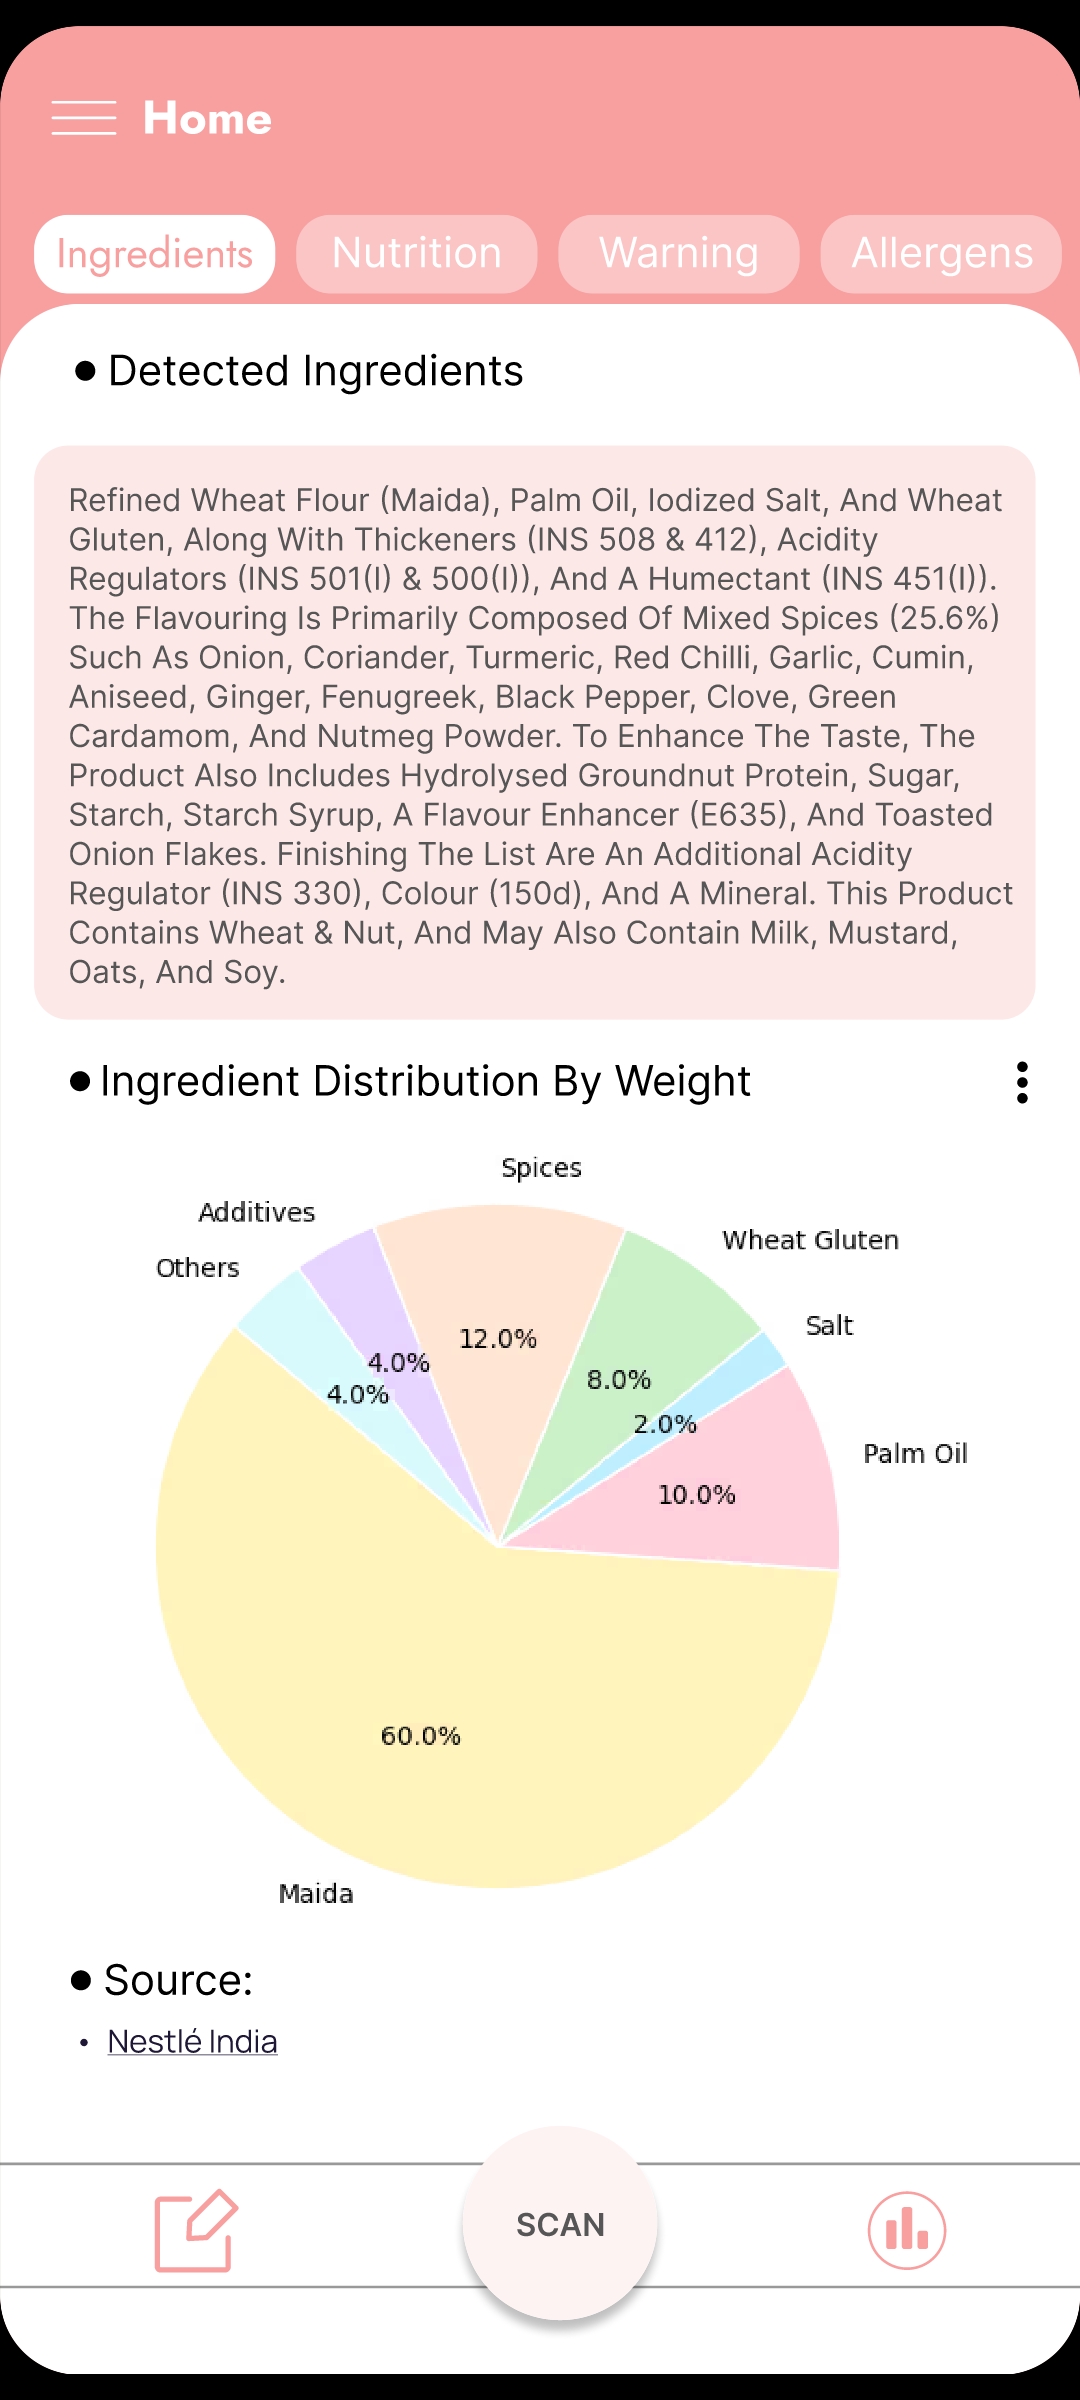 Home
Ingredients Nutrition Warning Allergens
• Detected Ingredients
Refined Wheat Flour (Maida), Palm Oil, Iodized Salt, And Wheat
Gluten, Along With Thickeners (INS 508 & 412), Acidity
Regulators (INS 501(I) & 500(I)), And A Humectant (INS 451(I)).
The Flavouring Is Primarily Composed Of Mixed Spices (25.6%)
Such As Onion, Coriander, Turmeric, Red Chilli, Garlic, Cumin,
Aniseed, Ginger, Fenugreek, Black Pepper, Clove, Green
Cardamom, And Nutmeg Powder. To Enhance The Taste, The
Product Also Includes Hydrolysed Groundnut Protein, Sugar,
Starch, Starch Syrup, A Flavour Enhancer (E635), And Toasted
Onion Flakes. Finishing The List Are An Additional Acidity
Regulator (INS 330), Colour (150d), And A Mineral. This Product
Contains Wheat & Nut, And May Also Contain Milk, Mustard,
Oats, And Soy.
• Ingredient Distribution By Weight
Spices
Additives
Wheat Gluten
Others
Salt
12.0%
4.0%
8.0%
4.0%
2.0%
Palm Oil
10.0%
60.0%
Maida
• Source:
• Nestlé India
SCAN